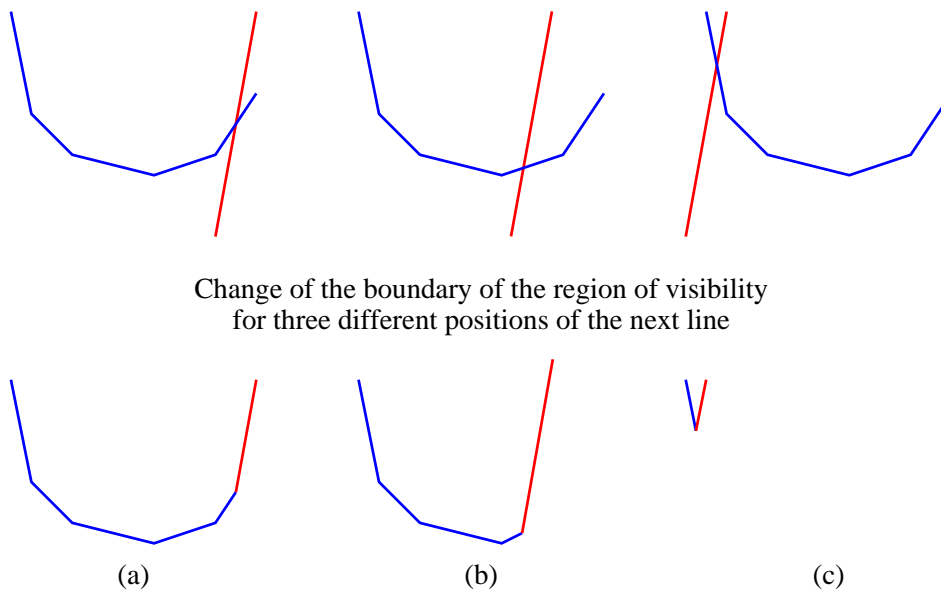 Change of the boundary of the region of visibility
for three different positions of the next line
(a) (b) (c)